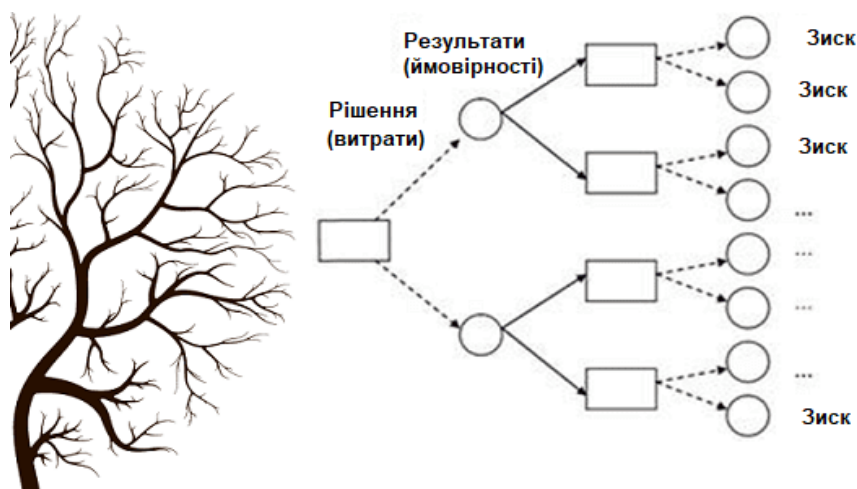 Результати
(ймовірності)
Рішення
(витрати)
Зиск
Зиск
Зиск
...
...
...
...
Зиск